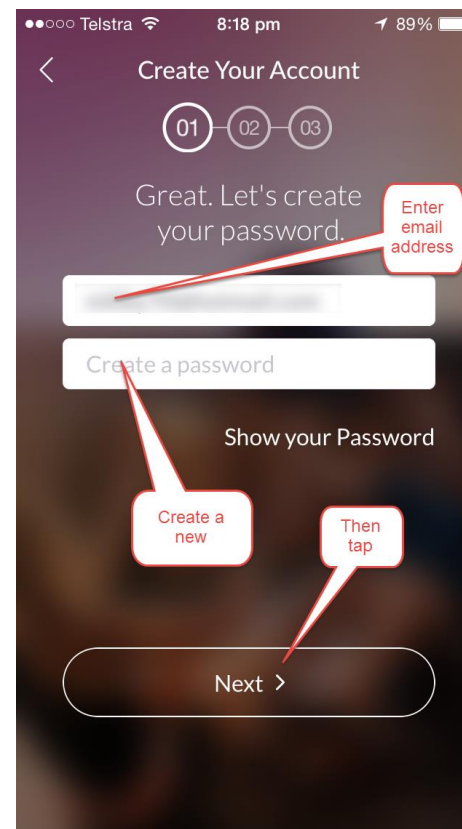 Telstra 8:18 pm 89%
Create Your Account
01 02 03
Great. Let's create
your password.
Enter
email
address
Create a password
Show your Password
Create a
new
Then
tap
Next >